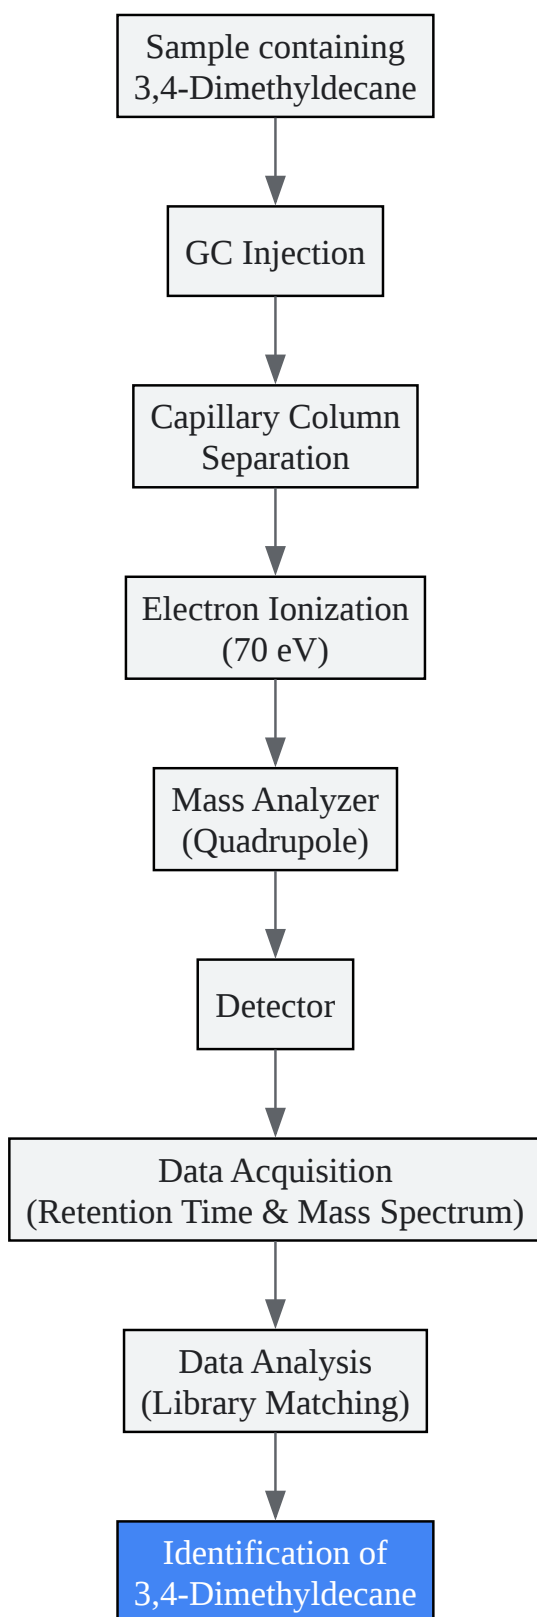 Sample containing
3,4-Dimethyldecane
GC Injection
Capillary Column
Separation
Electron Ionization
(70 eV)
Mass Analyzer
(Quadrupole)
Detector
Data Acquisition
(Retention Time & Mass Spectrum)
Data Analysis
(Library Matching)
Identification of
3,4-Dimethyldecane